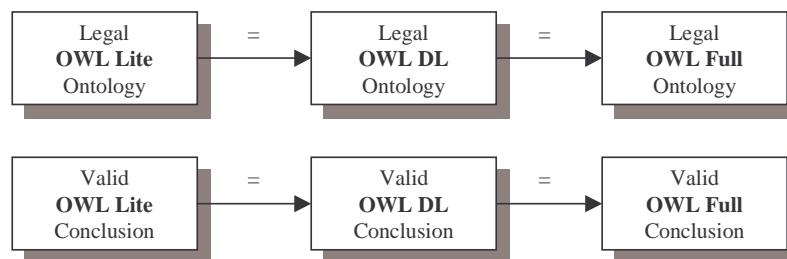 Legal = Legal = Legal
OWL Lite OWL DL OWL Full
Ontology Ontology Ontology
Valid = Valid = Valid
OWL Lite OWL DL OWL Full
Conclusion Conclusion Conclusion